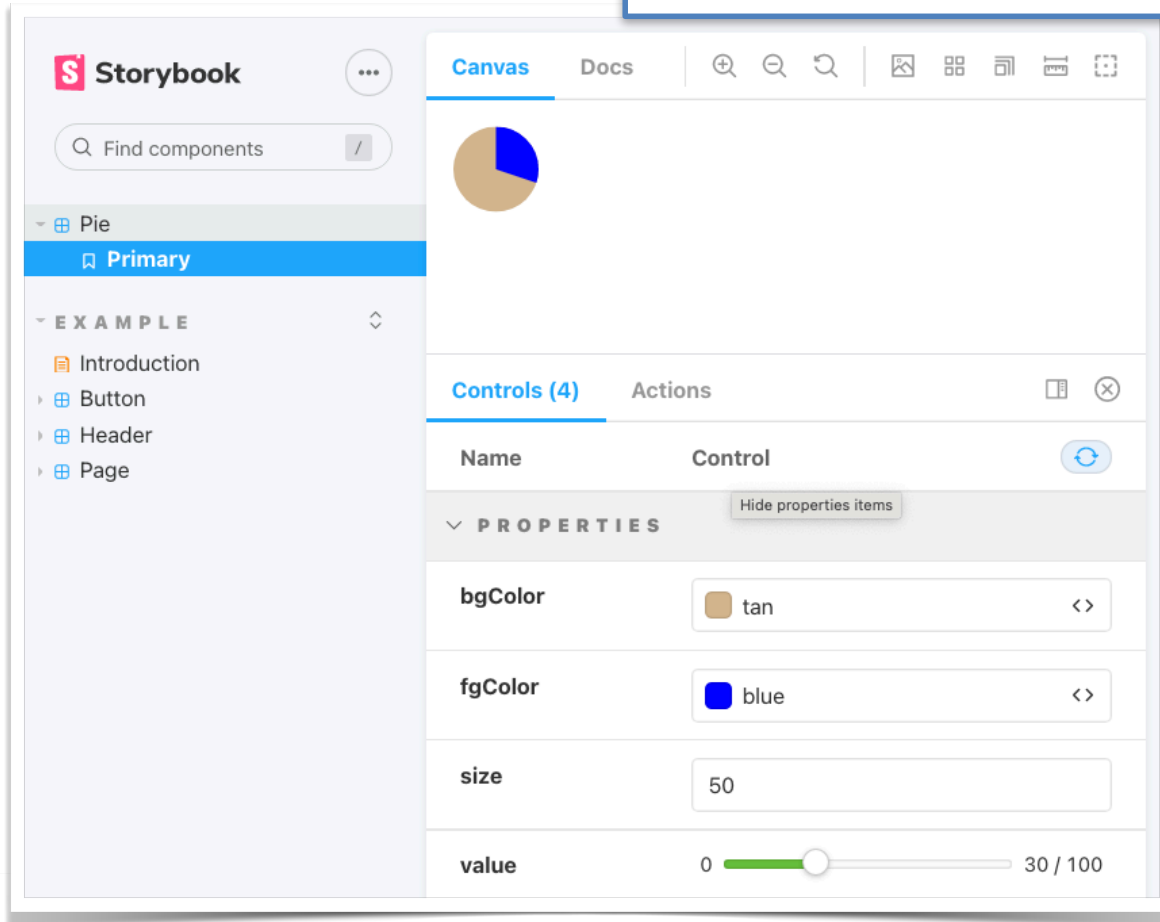 Storybook
Find components /
Pie
Primary
EXAMPLE
Introduction
Button
Header
Page
Canvas Docs
Controls (4) Actions
Name Control
Hide properties items
PROPERTIES
bgColor tan
fgColor blue
size 50
value 0 30 / 100